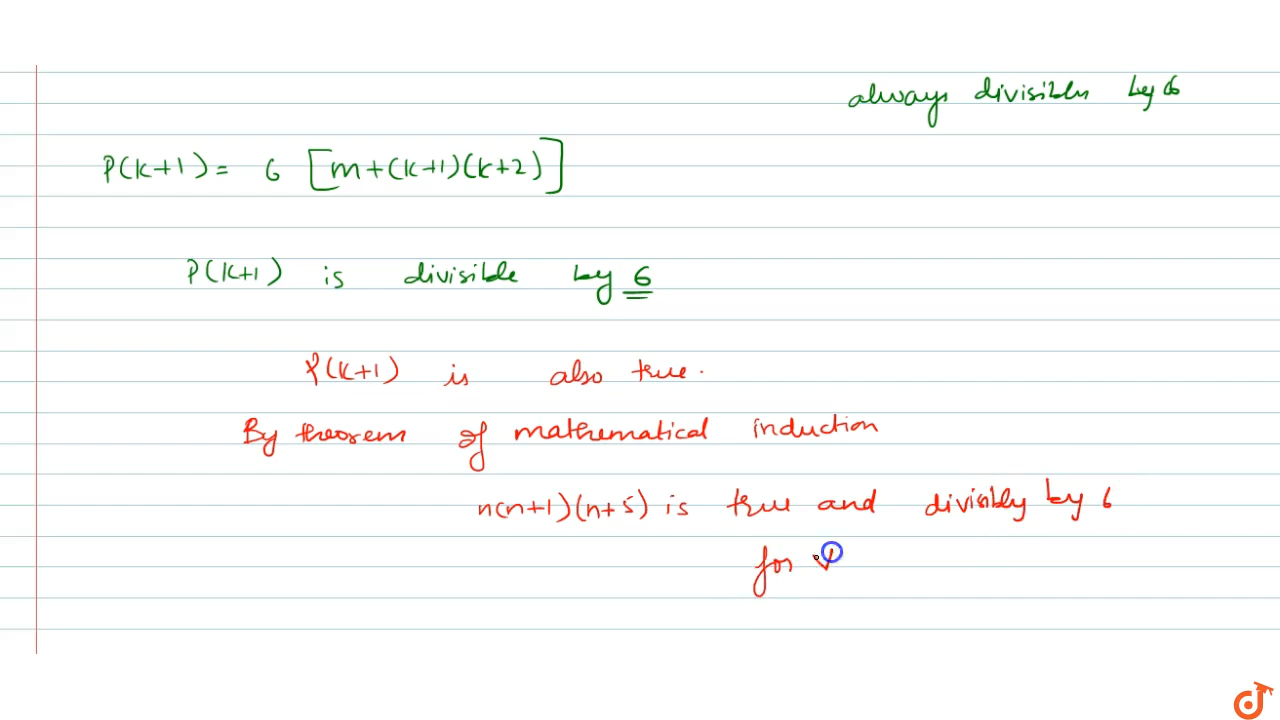 always divisible by 6
P(k+1) = 6 [m+(k+1)(k+2)]
P(k+1) is divisible by 6
P(k+1) is also true.
By theorem of mathematical induction
n(n+1)(n+5) is true and divisibly by 6
for ∀